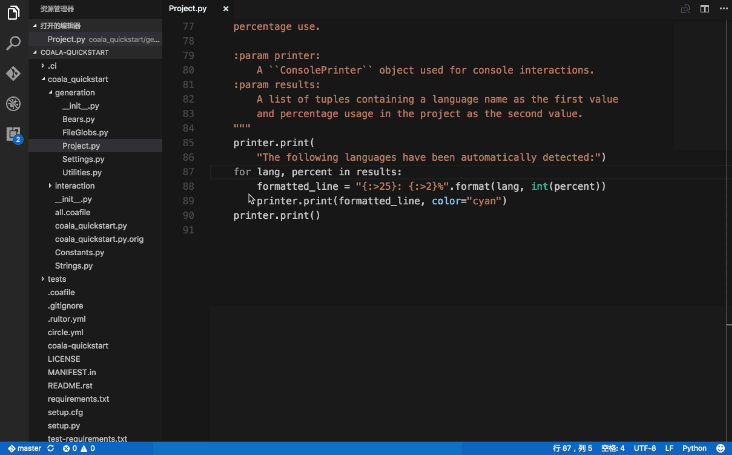 资源管理器
Project.py
打开的编辑器
Project.py coala_quickstart/ge...
COALA-QUICKSTART
.ci
coala_quickstart
generation
__init__.py
Bears.py
FileGlobs.py
Project.py
Settings.py
Utilities.py
interaction
__init__.py
all.coafile
coala_quickstart.py
coala_quickstart.py.orig
Constants.py
Strings.py
tests
.coafile
.gitignore
.rultor.yml
circle.yml
coala-quickstart
LICENSE
MANIFEST.in
README.rst
requirements.txt
setup.cfg
setup.py
test-requirements.txt
2
77 percentage use.
78
79 :param printer:
80 A ``ConsolePrinter`` object used for console interactions.
81 :param results:
82 A list of tuples containing a language name as the first value
83 and percentage usage in the project as the second value.
84 """
85 printer.print(
86 "The following languages have been automatically detected:")
87 for lang, percent in results:
88 formatted_line = "{:>25}: {:>2}%".format(lang, int(percent))
89 printer.print(formatted_line, color="cyan")
90 printer.print()
91
master 0 0 行 87，列 5 空格: 4 UTF-8 LF Python